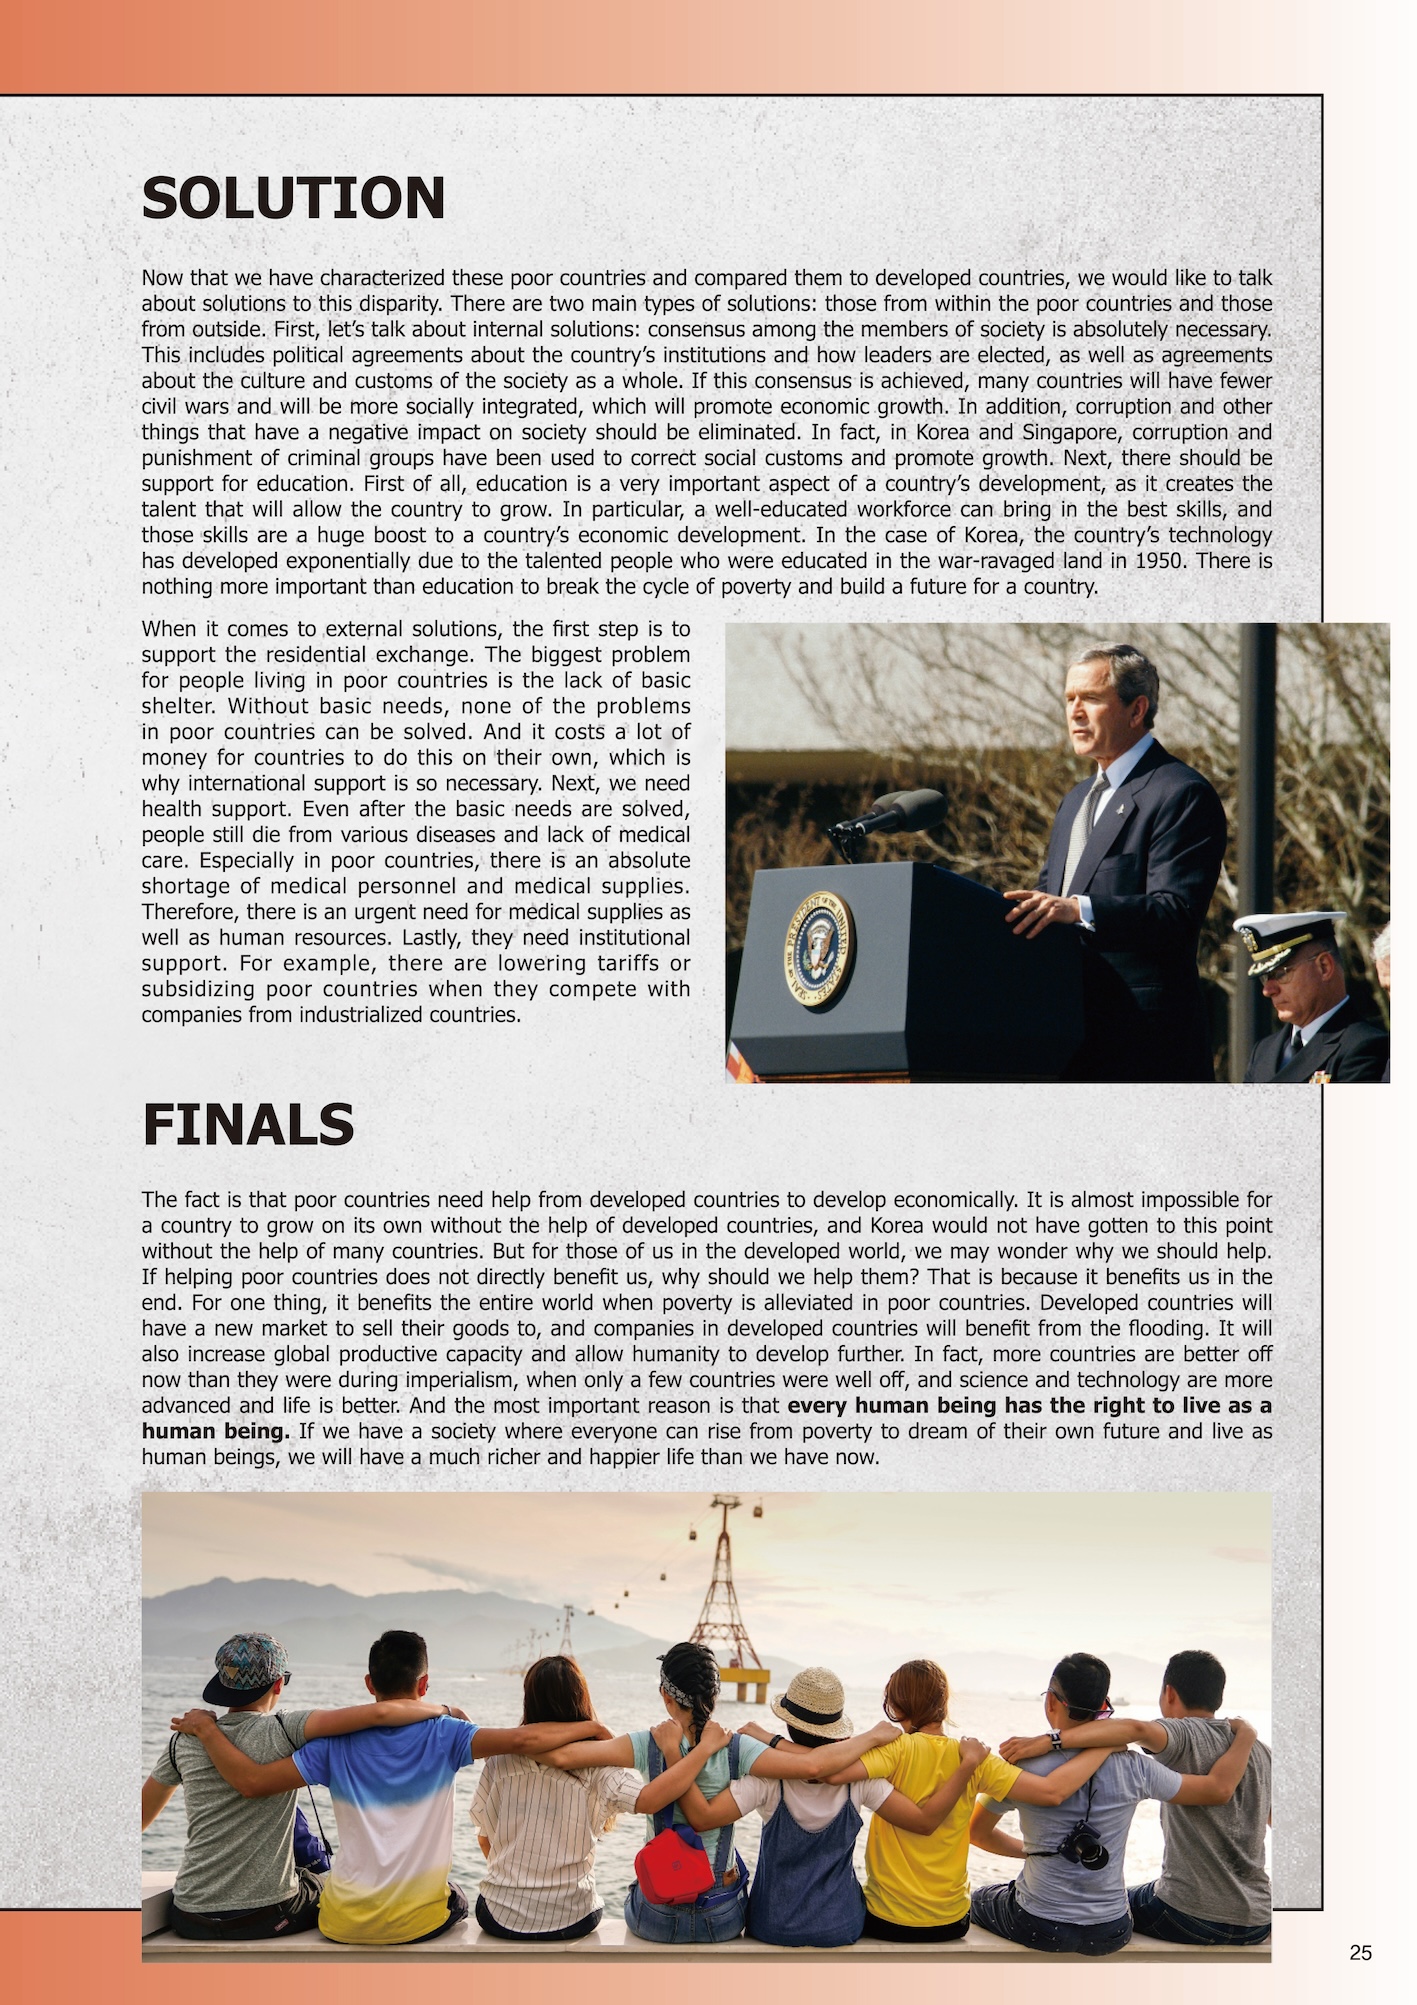 SOLUTION
Now that we have characterized these poor countries and compared them to developed countries, we would like to talk
about solutions to this disparity. There are two main types of solutions: those from within the poor countries and those
from outside. First, let’s talk about internal solutions: consensus among the members of society is absolutely necessary.
This includes political agreements about the country’s institutions and how leaders are elected, as well as agreements
about the culture and customs of the society as a whole. If this consensus is achieved, many countries will have fewer
civil wars and will be more socially integrated, which will promote economic growth. In addition, corruption and other
things that have a negative impact on society should be eliminated. In fact, in Korea and Singapore, corruption and
punishment of criminal groups have been used to correct social customs and promote growth. Next, there should be
support for education. First of all, education is a very important aspect of a country’s development, as it creates the
talent that will allow the country to grow. In particular, a well-educated workforce can bring in the best skills, and
those skills are a huge boost to a country’s economic development. In the case of Korea, the country’s technology
has developed exponentially due to the talented people who were educated in the war-ravaged land in 1950. There is
nothing more important than education to break the cycle of poverty and build a future for a country.
When it comes to external solutions, the first step is to
support the residential exchange. The biggest problem
for people living in poor countries is the lack of basic
shelter. Without basic needs, none of the problems
in poor countries can be solved. And it costs a lot of
money for countries to do this on their own, which is
why international support is so necessary. Next, we need
health support. Even after the basic needs are solved,
people still die from various diseases and lack of medical
care. Especially in poor countries, there is an absolute
shortage of medical personnel and medical supplies.
Therefore, there is an urgent need for medical supplies as
well as human resources. Lastly, they need institutional
support. For example, there are lowering tariffs or
subsidizing poor countries when they compete with
companies from industrialized countries.
SEAL OF THE PRESIDENT OF THE UNITED STATES
FINALS
The fact is that poor countries need help from developed countries to develop economically. It is almost impossible for
a country to grow on its own without the help of developed countries, and Korea would not have gotten to this point
without the help of many countries. But for those of us in the developed world, we may wonder why we should help.
If helping poor countries does not directly benefit us, why should we help them? That is because it benefits us in the
end. For one thing, it benefits the entire world when poverty is alleviated in poor countries. Developed countries will
have a new market to sell their goods to, and companies in developed countries will benefit from the flooding. It will
also increase global productive capacity and allow humanity to develop further. In fact, more countries are better off
now than they were during imperialism, when only a few countries were well off, and science and technology are more
advanced and life is better. And the most important reason is that every human being has the right to live as a
human being. If we have a society where everyone can rise from poverty to dream of their own future and live as
human beings, we will have a much richer and happier life than we have now.
25